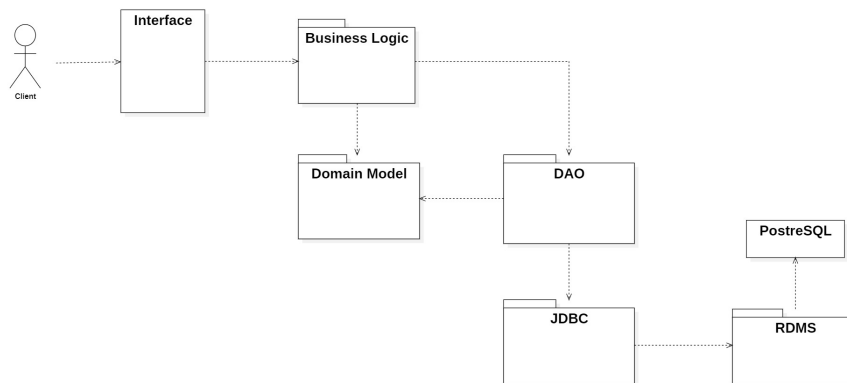 Interface
Business Logic
Client
Domain Model
DAO
PostreSQL
JDBC
RDMS